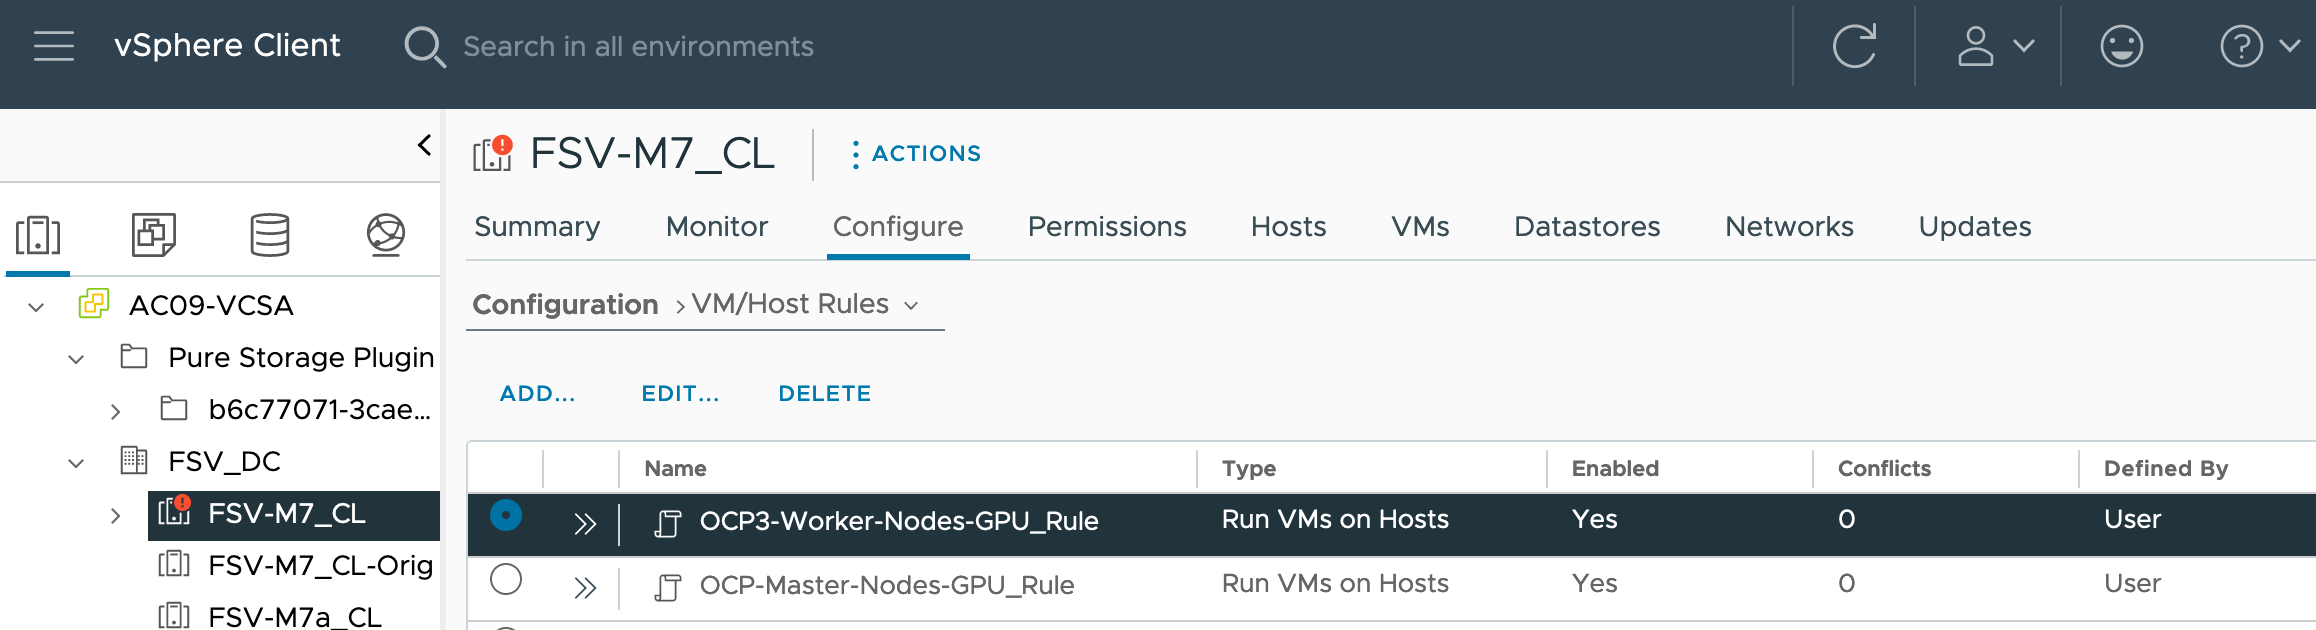 vSphere Client
Search in all environments
AC09-VCSA
Pure Storage Plugin
b6c77071-3cae...
FSV_DC
FSV-M7_CL
FSV-M7_CL-Orig
FSV-M7a_CL
FSV-M7_CL
ACTIONS
Summary Monitor Configure Permissions Hosts VMs Datastores Networks Updates
Configuration > VM/Host Rules
ADD... EDIT... DELETE
Name Type Enabled Conflicts Defined By
OCP3-Worker-Nodes-GPU_Rule Run VMs on Hosts Yes 0 User
OCP-Master-Nodes-GPU_Rule Run VMs on Hosts Yes 0 User